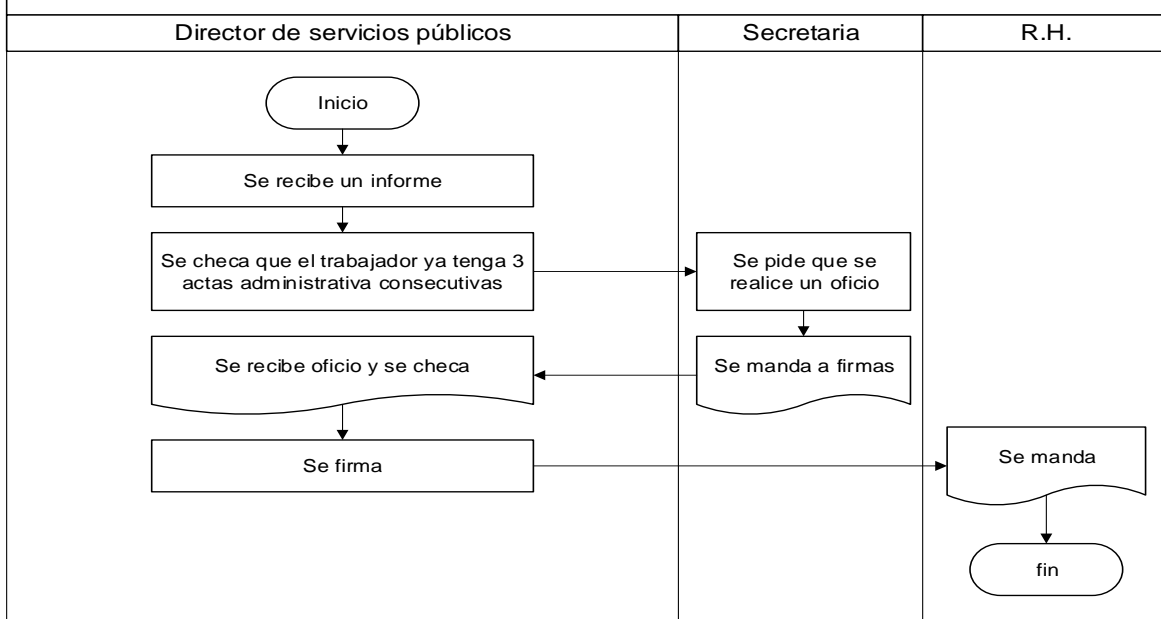 Director de servicios públicos
Secretaria
R.H.
Inicio
Se recibe un informe
Se checa que el trabajador ya tenga 3
actas administrativa consecutivas
Se pide que se
realice un oficio
Se recibe oficio y se checa
Se manda a firmas
Se firma
Se manda
fin